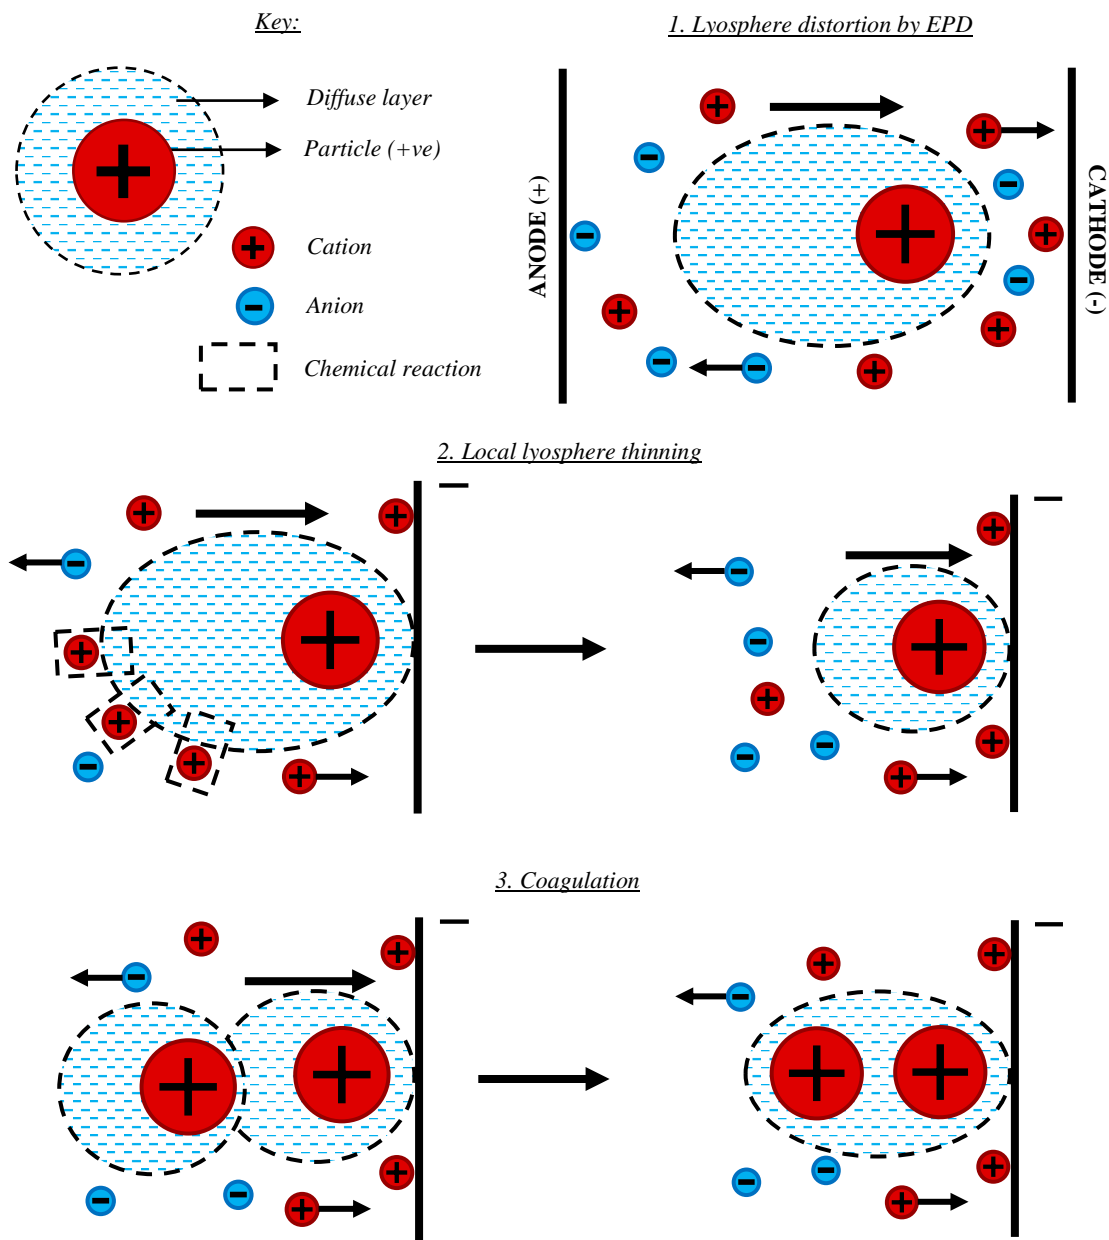 Key:
Diffuse layer
Particle (+ve)
Cation
Anion
Chemical reaction
1. Lyosphere distortion by EPD
ANODE (+)
CATHODE (-)
2. Local lyosphere thinning
3. Coagulation